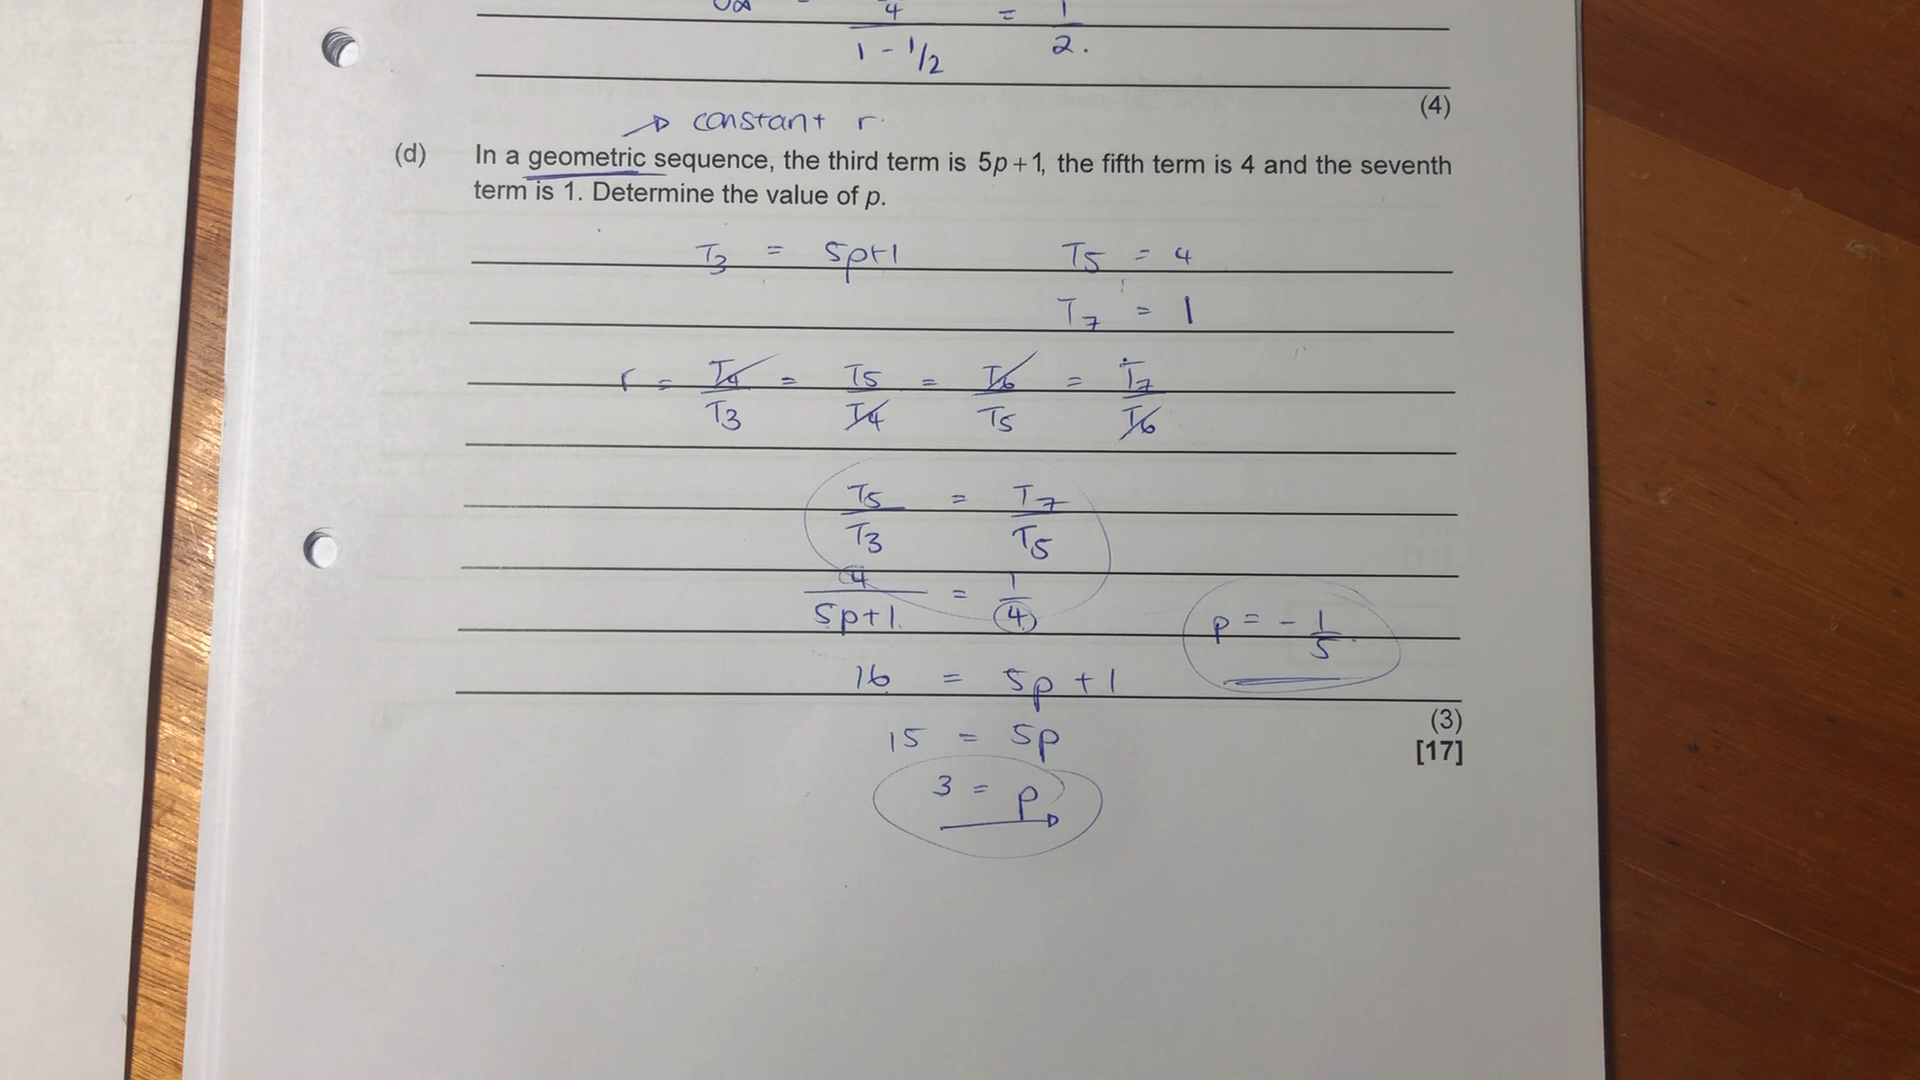 S∞ = 4 / 1 - 1/2 = 1 / 2.
(4)
→ constant r.
(d) In a geometric sequence, the third term is 5p+1, the fifth term is 4 and the seventh
term is 1. Determine the value of p.
T3 = 5p+1 T5 = 4
T7 = 1
r = T4/T3 = T5/T4 = T6/T5 = T7/T6
T5/T3 = T7/T5
4/5p+1 = 1/4
p = - 1/5
16 = 5p + 1
(3)
15 = 5p
[17]
3 = p